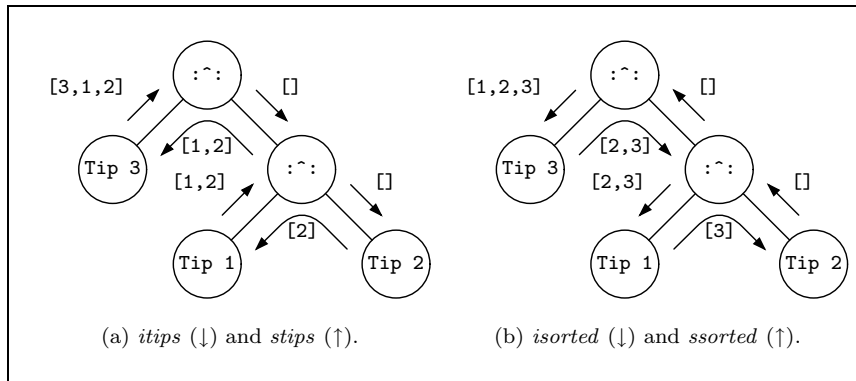 :^: :^:
[3,1,2] [] [1,2,3] []
Tip 3 [1,2] :^: Tip 3 [2,3] :^:
[1,2] [] [2,3] []
[2] [3]
Tip 1 Tip 2 Tip 1 Tip 2
(a) itips (↓) and stips (↑). (b) isorted (↓) and ssorted (↑).